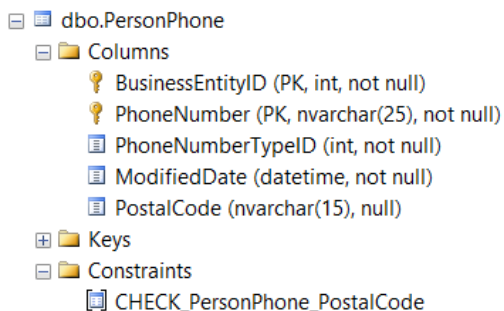 dbo.PersonPhone
Columns
BusinessEntityID (PK, int, not null)
PhoneNumber (PK, nvarchar(25), not null)
PhoneNumberTypeID (int, not null)
ModifiedDate (datetime, not null)
PostalCode (nvarchar(15), null)
Keys
Constraints
CHECK_PersonPhone_PostalCode